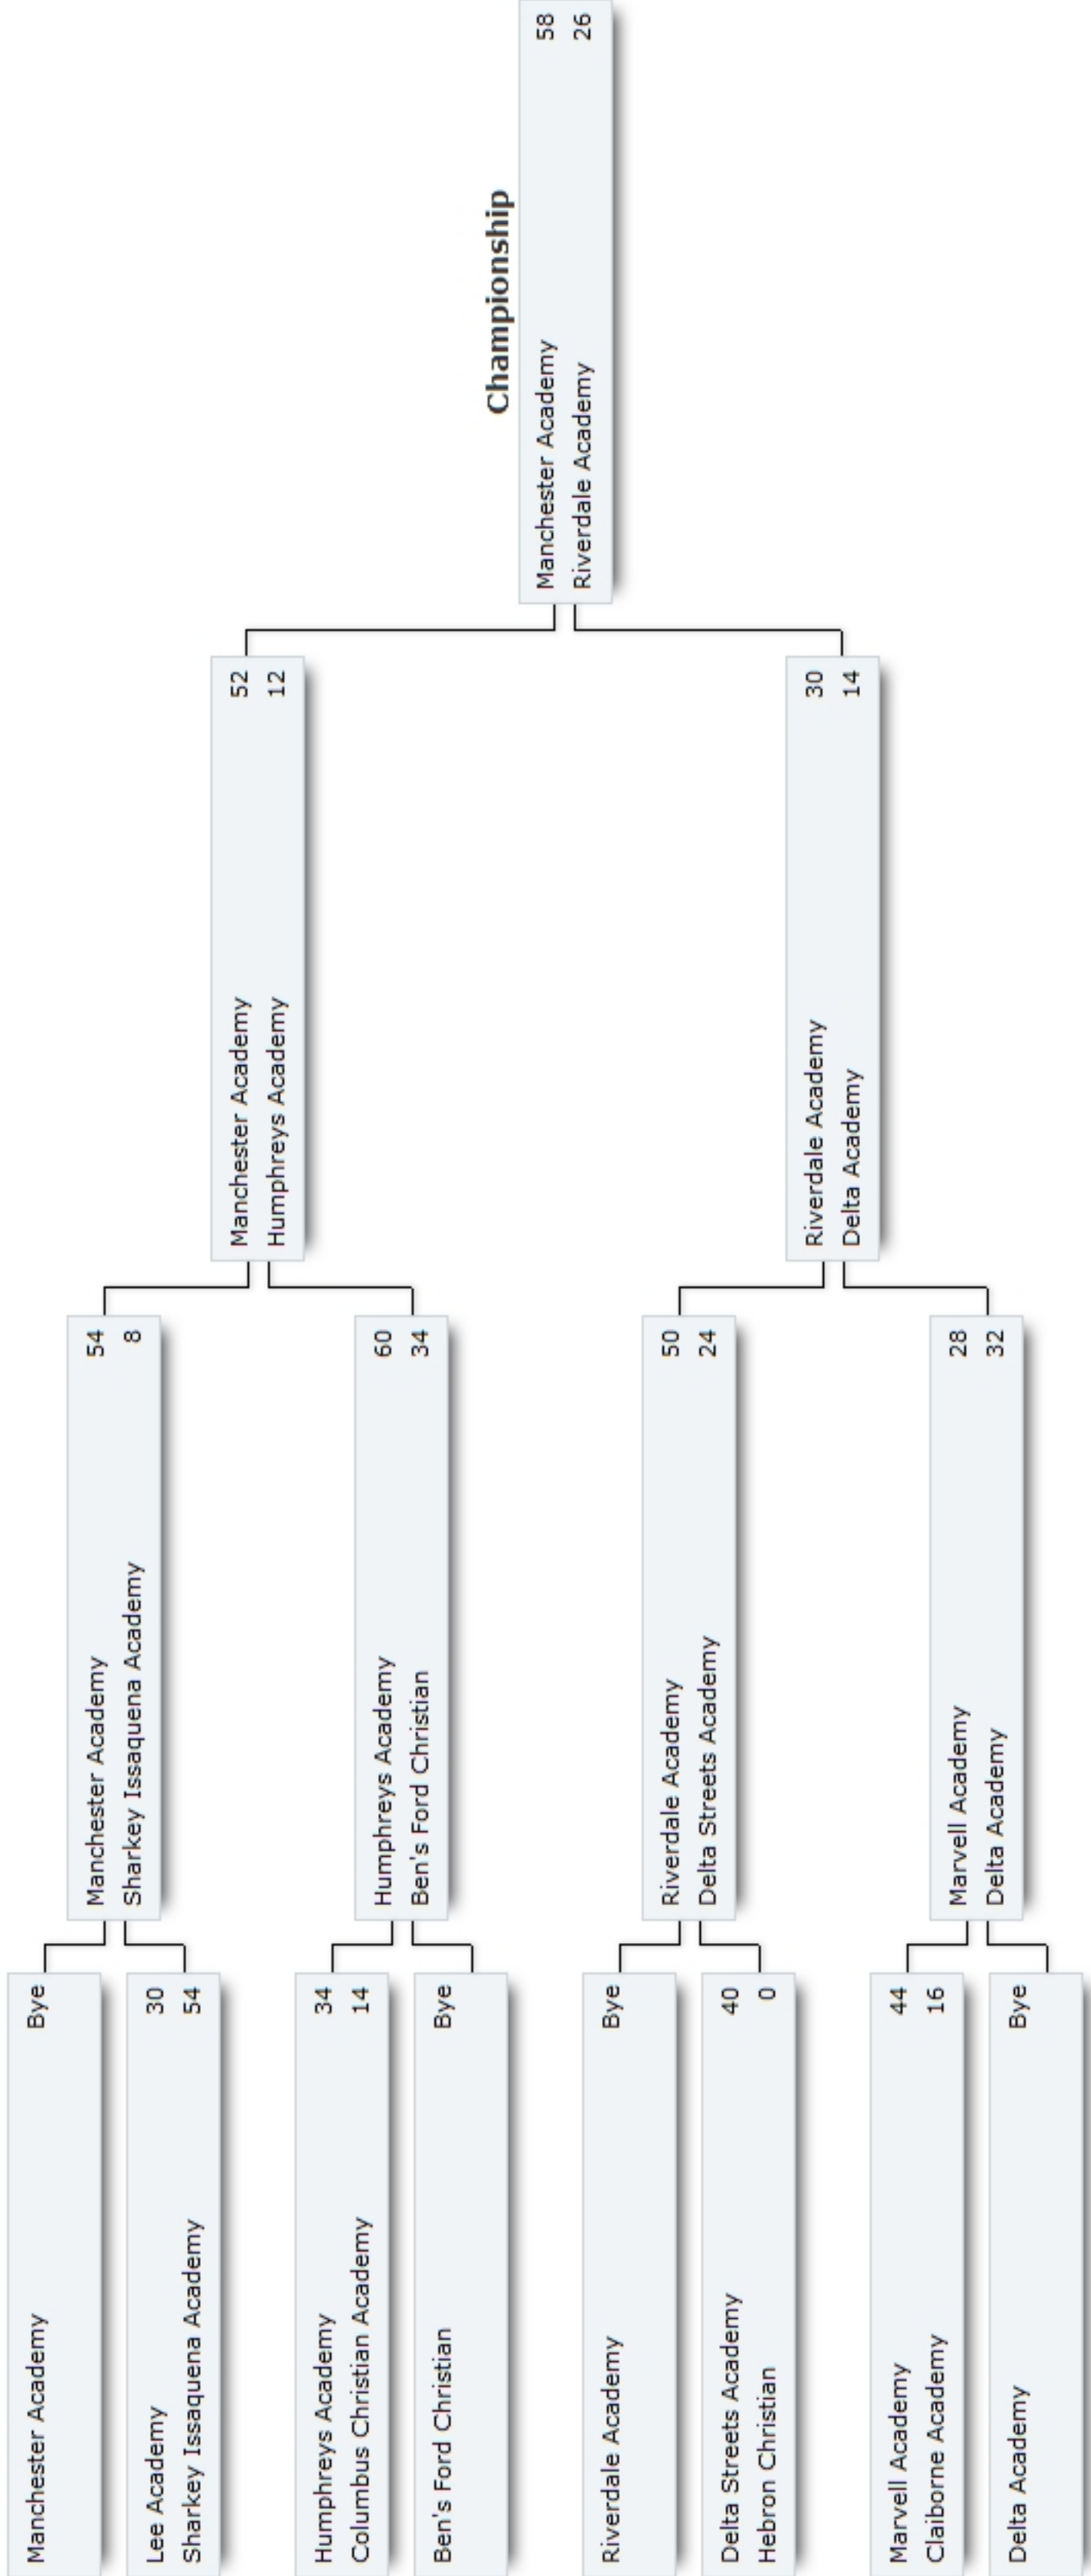 Manchester Academy Bye
Lee Academy 30
Sharkey Issaquena Academy 54
Humphreys Academy 34
Columbus Christian Academy 14
Ben's Ford Christian Bye
Riverdale Academy Bye
Delta Streets Academy 40
Hebron Christian 0
Marvell Academy 44
Claiborne Academy 16
Delta Academy Bye
Manchester Academy 54
Sharkey Issaquena Academy 8
Humphreys Academy 60
Ben's Ford Christian 34
Riverdale Academy 50
Delta Streets Academy 24
Marvell Academy 28
Delta Academy 32
Manchester Academy 52
Humphreys Academy 12
Riverdale Academy 30
Delta Academy 14
Championship
Manchester Academy 58
Riverdale Academy 26